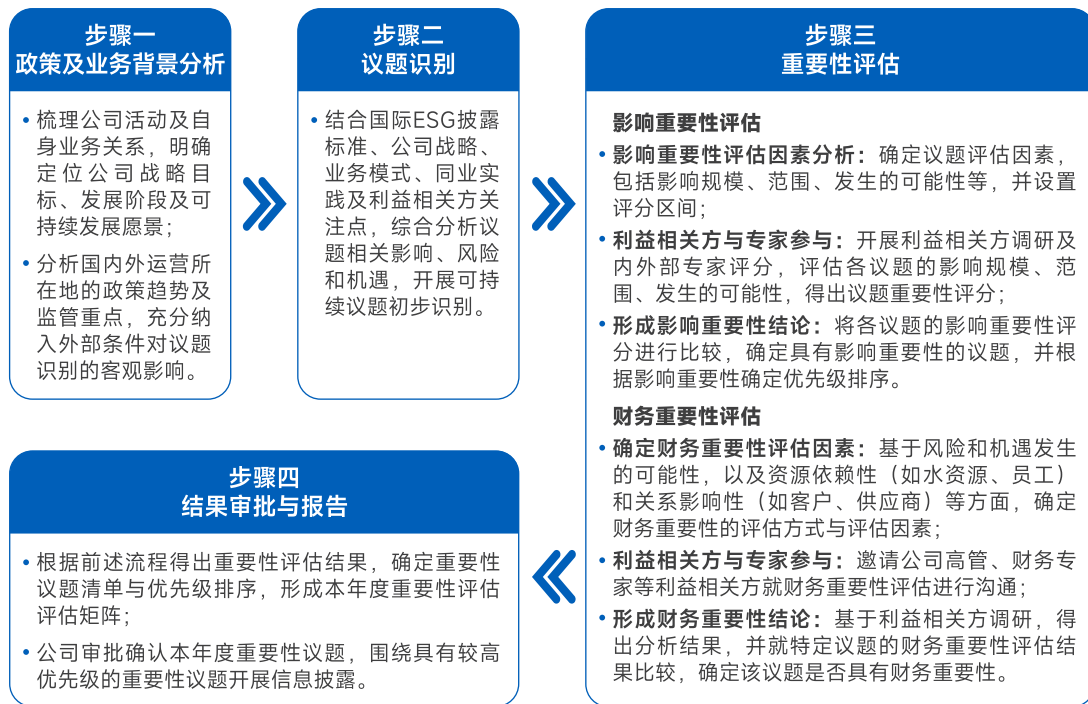 步骤一
政策及业务背景分析
• 梳理公司活动及自
身业务关系，明确
定位公司战略目
标、发展阶段及可
持续发展愿景；
• 分析国内外运营所
在地的政策趋势及
监管重点，充分纳
入外部条件对议题
识别的客观影响。
步骤二
议题识别
• 结合国际ESG披露
标准、公司战略、
业务模式、同业实
践及利益相关方关
注点，综合分析议
题相关影响、风险
和机遇，开展可持
续议题初步识别。
步骤三
重要性评估
影响重要性评估
• 影响重要性评估因素分析：确定议题评估因素，
包括影响规模、范围、发生的可能性等，并设置
评分区间；
• 利益相关方与专家参与：开展利益相关方调研及
内外部专家评分，评估各议题的影响规模、范
围、发生的可能性，得出议题重要性评分；
• 形成影响重要性结论：将各议题的影响重要性评
分进行比较，确定具有影响重要性的议题，并根
据影响重要性确定优先级排序。
财务重要性评估
• 确定财务重要性评估因素：基于风险和机遇发生
的可能性，以及资源依赖性（如水资源、员工）
和关系影响性（如客户、供应商）等方面，确定
财务重要性的评估方式与评估因素；
• 利益相关方与专家参与：邀请公司高管、财务专
家等利益相关方就财务重要性评估进行沟通；
• 形成财务重要性结论：基于利益相关方调研，得
出分析结果，并就特定议题的财务重要性评估结
果比较，确定该议题是否具有财务重要性。
步骤四
结果审批与报告
• 根据前述流程得出重要性评估结果，确定重要性
议题清单与优先级排序，形成本年度重要性评估
评估矩阵；
• 公司审批确认本年度重要性议题，围绕具有较高
优先级的重要性议题开展信息披露。